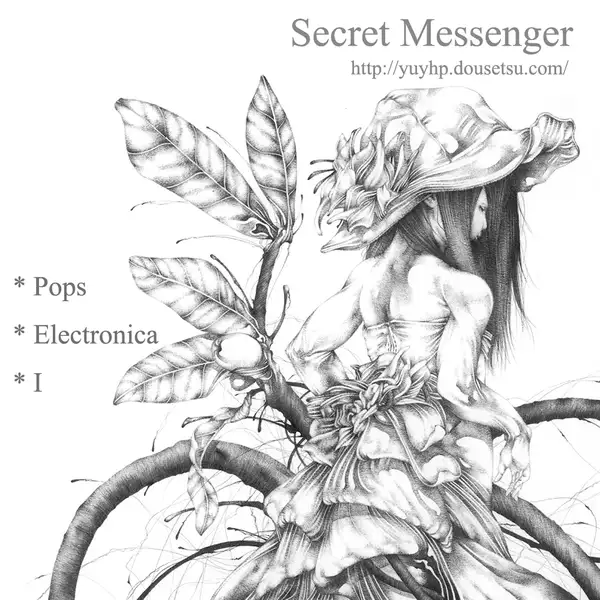 Secret Messenger
http://yuyhp.dousetsu.com/
* Pops
* Electronica
* I